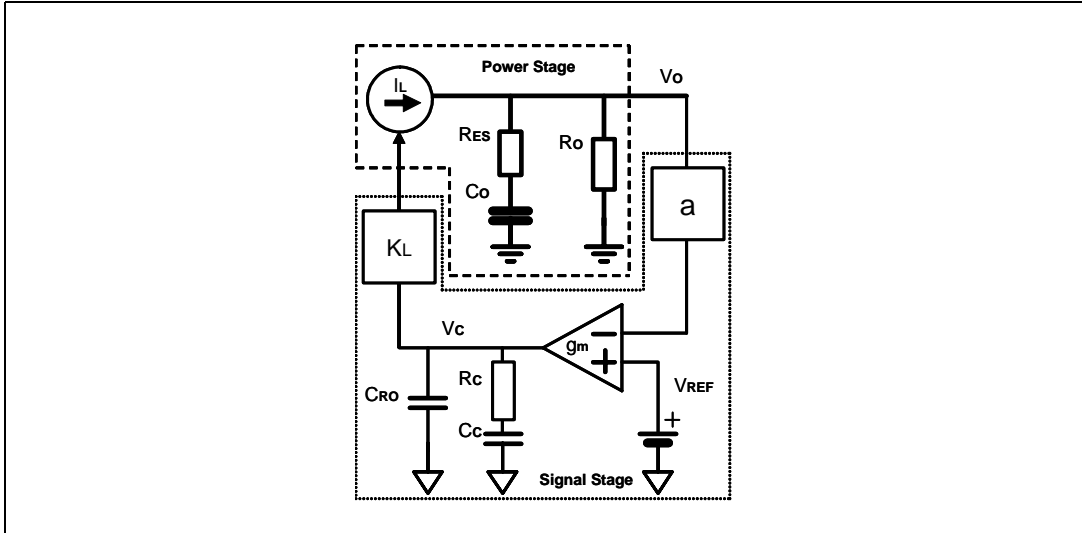 Power Stage
VO
IL
RES
RO
CO
a
KL
VC
gm
RC
VREF
CRO
+
CC
Signal Stage